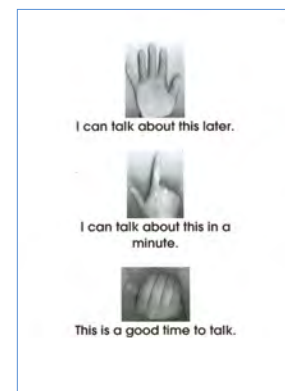 I can talk about this later.
I can talk about this in a
minute.
This is a good time to talk.